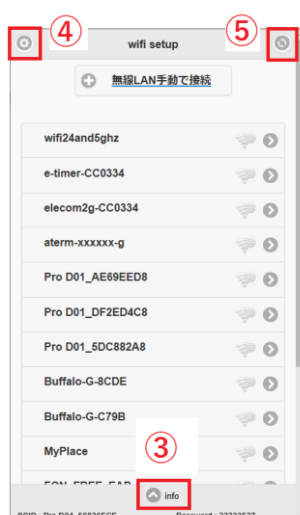 ④ ⑤
wifi setup
無線LAN手動で接続
wifi24and5ghz
e-timer-CC0334
elecom2g-CC0334
aterm-xxxxxx-g
Pro D01_AE69EED8
Pro D01_DF2ED4C8
Pro D01_5DC882A8
Buffalo-G-8CDE
Buffalo-G-C79B
MyPlace
③
info